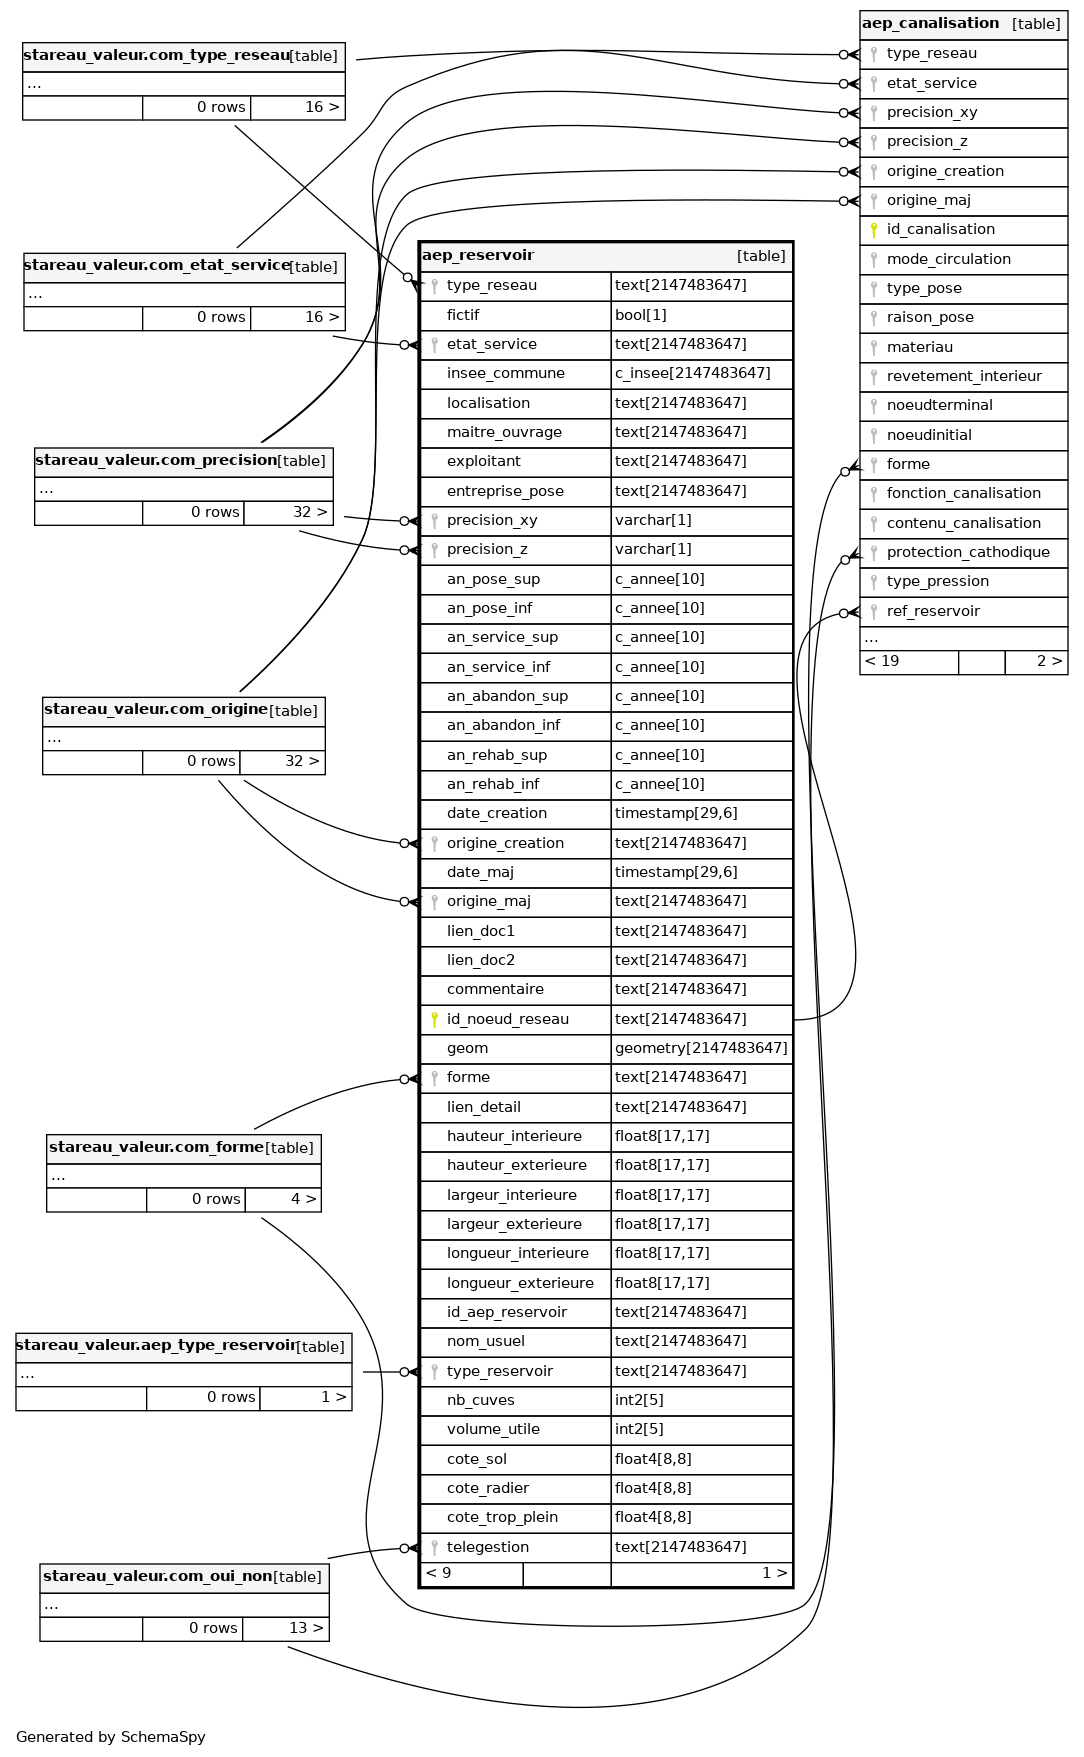 stareau_valeur.com_type_reseau [table]
...
0 rows 16 >
stareau_valeur.com_etat_service [table]
...
0 rows 16 >
stareau_valeur.com_precision [table]
...
0 rows 32 >
stareau_valeur.com_origine [table]
...
0 rows 32 >
stareau_valeur.com_forme [table]
...
0 rows 4 >
stareau_valeur.aep_type_reservoir [table]
...
0 rows 1 >
stareau_valeur.com_oui_non [table]
...
0 rows 13 >
aep_reservoir [table]
type_reseau text[2147483647]
fictif bool[1]
etat_service text[2147483647]
insee_commune c_insee[2147483647]
localisation text[2147483647]
maitre_ouvrage text[2147483647]
exploitant text[2147483647]
entreprise_pose text[2147483647]
precision_xy varchar[1]
precision_z varchar[1]
an_pose_sup c_annee[10]
an_pose_inf c_annee[10]
an_service_sup c_annee[10]
an_service_inf c_annee[10]
an_abandon_sup c_annee[10]
an_abandon_inf c_annee[10]
an_rehab_sup c_annee[10]
an_rehab_inf c_annee[10]
date_creation timestamp[29,6]
origine_creation text[2147483647]
date_maj timestamp[29,6]
origine_maj text[2147483647]
lien_doc1 text[2147483647]
lien_doc2 text[2147483647]
commentaire text[2147483647]
id_noeud_reseau text[2147483647]
geom geometry[2147483647]
forme text[2147483647]
lien_detail text[2147483647]
hauteur_interieure float8[17,17]
hauteur_exterieure float8[17,17]
largeur_interieure float8[17,17]
largeur_exterieure float8[17,17]
longueur_interieure float8[17,17]
longueur_exterieure float8[17,17]
id_aep_reservoir text[2147483647]
nom_usuel text[2147483647]
type_reservoir text[2147483647]
nb_cuves int2[5]
volume_utile int2[5]
cote_sol float4[8,8]
cote_radier float4[8,8]
cote_trop_plein float4[8,8]
telegestion text[2147483647]
< 9 1 >
aep_canalisation [table]
type_reseau
etat_service
precision_xy
precision_z
origine_creation
origine_maj
id_canalisation
mode_circulation
type_pose
raison_pose
materiau
revetement_interieur
noeudterminal
noeudinitial
forme
fonction_canalisation
contenu_canalisation
protection_cathodique
type_pression
ref_reservoir
...
< 19 2 >
Generated by SchemaSpy